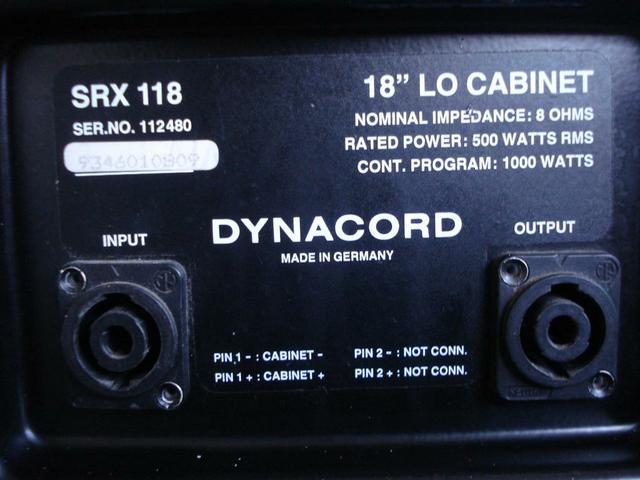 SRX 118
SER.NO. 112480
9346010809
18" LO CABINET
NOMINAL IMPEDANCE: 8 OHMS
RATED POWER: 500 WATTS RMS
CONT. PROGRAM: 1000 WATTS
INPUT
DYNACORD
MADE IN GERMANY
OUTPUT
PIN 1 - : CABINET -
PIN 1 + : CABINET +
PIN 2 - : NOT CONN.
PIN 2 + : NOT CONN.